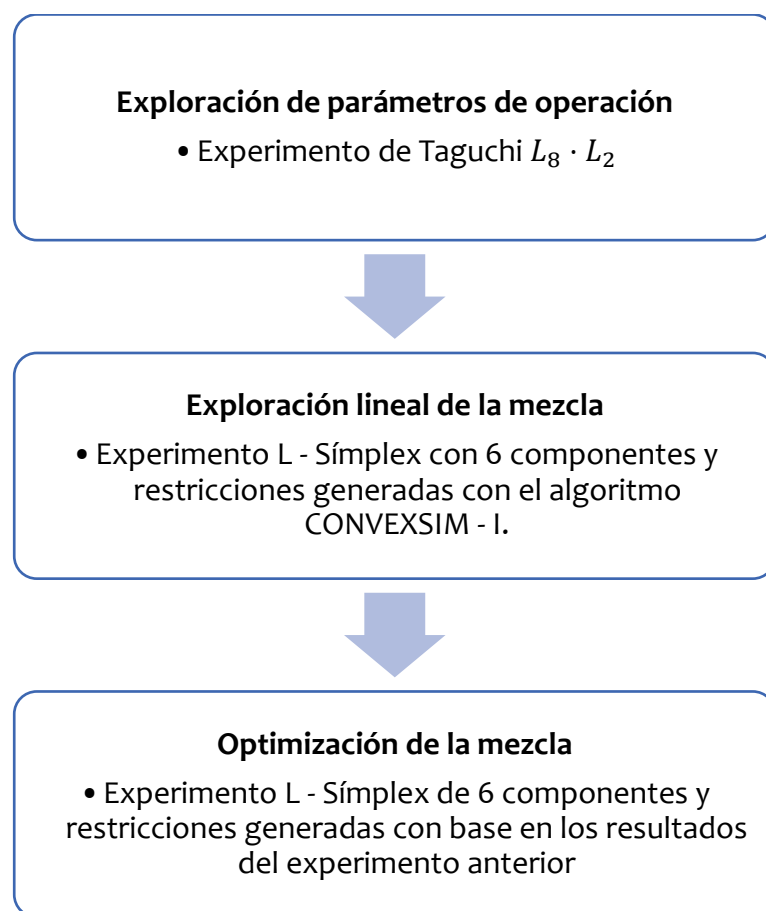 Exploración de parámetros de operación
• Experimento de Taguchi L₈ · L₂
Exploración lineal de la mezcla
• Experimento L - Símplex con 6 componentes y
restricciones generadas con el algoritmo
CONVEXSIM - I.
Optimización de la mezcla
• Experimento L - Símplex de 6 componentes y
restricciones generadas con base en los resultados
del experimento anterior